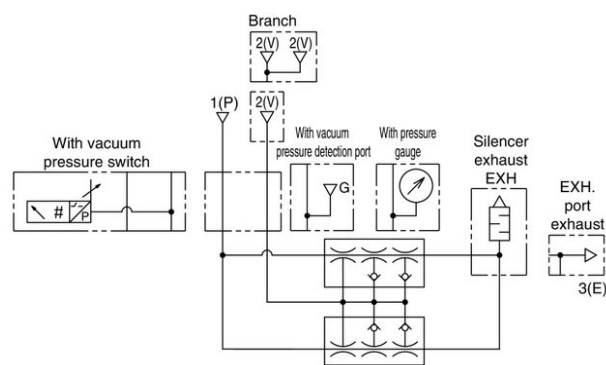 Branch
2(V) 2(V)
1(P)
2(V)
With vacuum
pressure switch
# P
With vacuum
pressure detection port
G
With pressure
gauge
Silencer
exhaust
EXH
EXH.
port
exhaust
3(E)